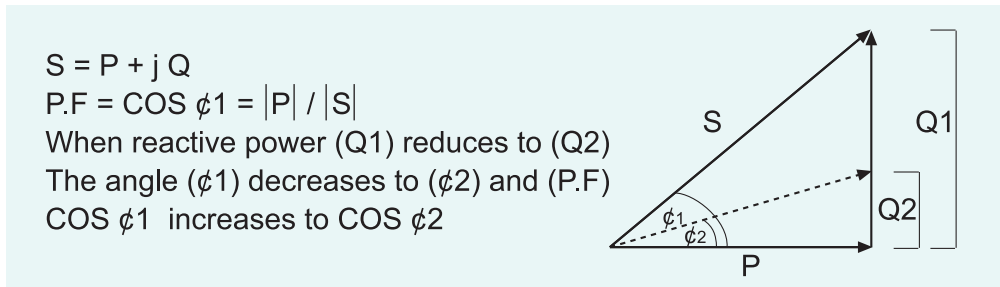 S = P + j Q
P.F = COS ¢1 = |P| / |S|
When reactive power (Q1) reduces to (Q2)
The angle (¢1) decreases to (¢2) and (P.F)
COS ¢1 increases to COS ¢2
S
Q1
Q2
¢1
¢2
P